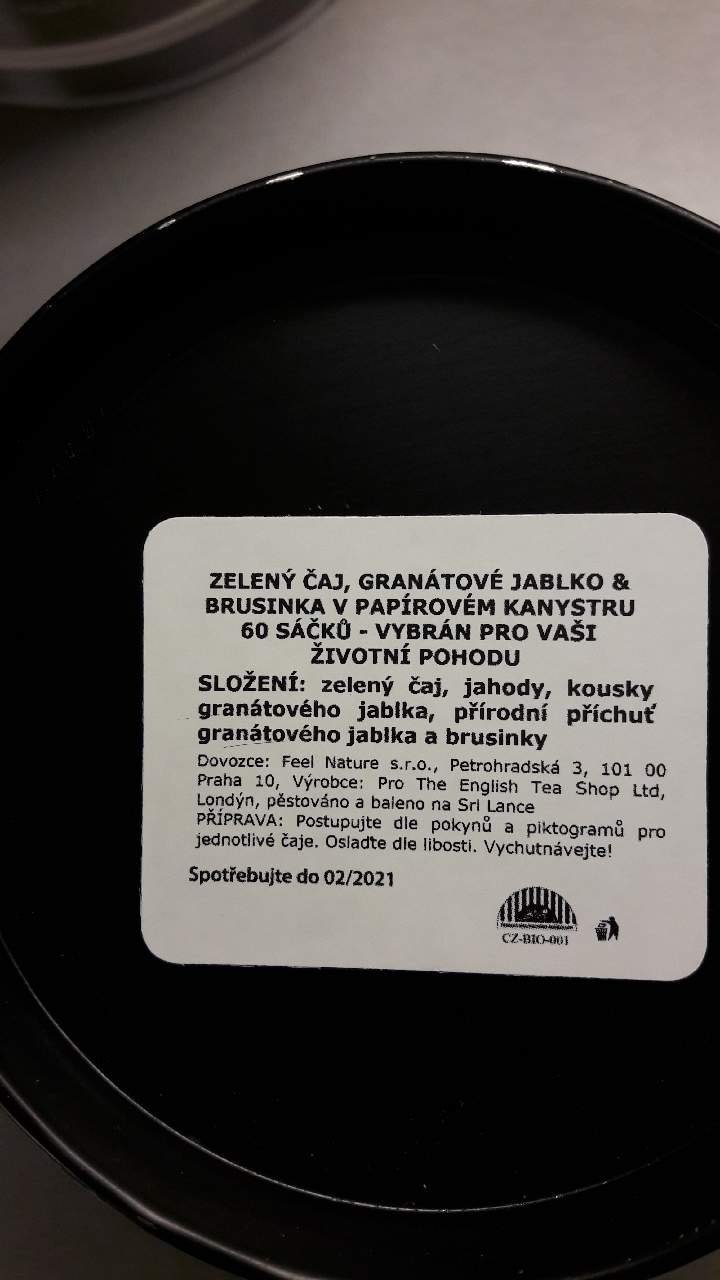 ZELENÝ ČAJ, GRANÁTOVÉ JABLKO &
BRUSINKA V PAPÍROVÉM KANYSTRU
60 SÁČKŮ - VYBRÁN PRO VAŠI
ŽIVOTNÍ POHODU
SLOŽENÍ: zelený čaj, jahody, kousky
granátového jablka, přírodní příchuť
granátového jablka a brusinky
Dovozce: Feel Nature s.r.o., Petrohradská 3, 101 00
Praha 10, Výrobce: Pro The English Tea Shop Ltd,
Londýn, pěstováno a baleno na Sri Lance
PŘÍPRAVA: Postupujte dle pokynů a piktogramů pro
jednotlivé čaje. Oslaďte dle libosti. Vychutnávejte!
Spotřebujte do 02/2021
CZ-BIO-001